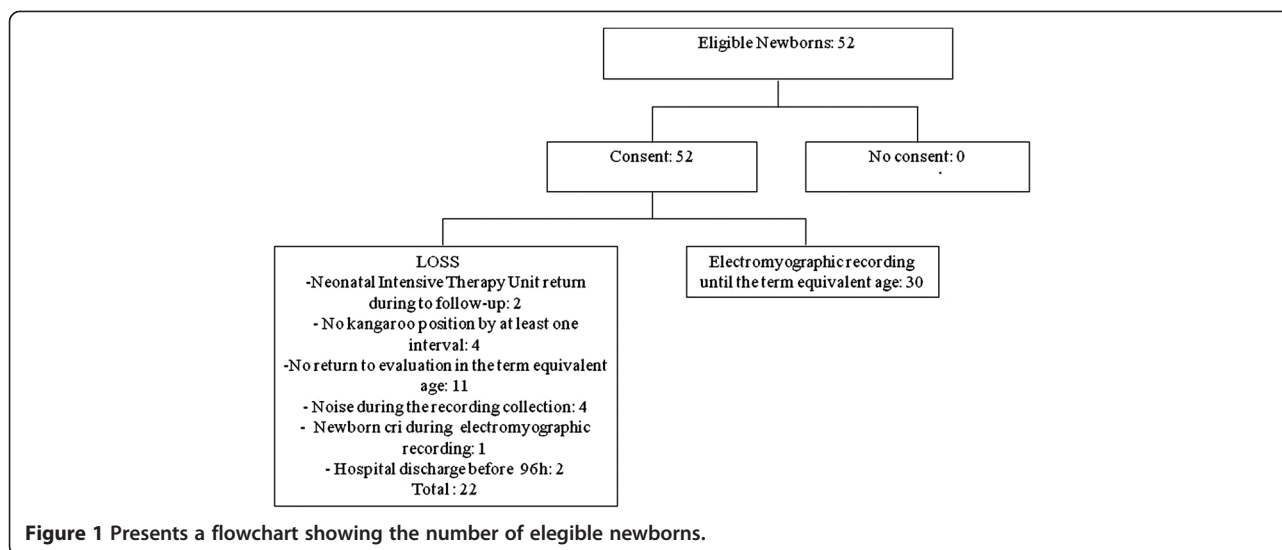 Eligible Newborns: 52
Consent: 52
No consent: 0
.
LOSS
-Neonatal Intensive Therapy Unit return
during to follow-up: 2
- No kangaroo position by at least one
interval: 4
-No return to evaluation in the term equivalent
age: 11
- Noise during the recording collection: 4
- Newborn cri during electromyographic
recording: 1
- Hospital discharge before 96h: 2
Total : 22
Electromyographic recording
until the term equivalent age: 30
Figure 1 Presents a flowchart showing the number of elegible newborns.